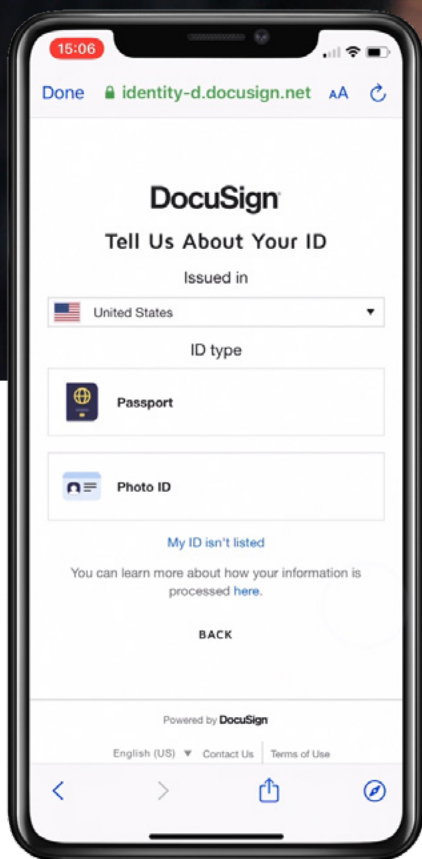 15:06
Done identity-d.docusign.net AA
DocuSign
Tell Us About Your ID
Issued in
United States
ID type
Passport
Photo ID
My ID isn't listed
You can learn more about how your information is
processed here.
BACK
Powered by DocuSign
English (US) ▼ Contact Us Terms of Use